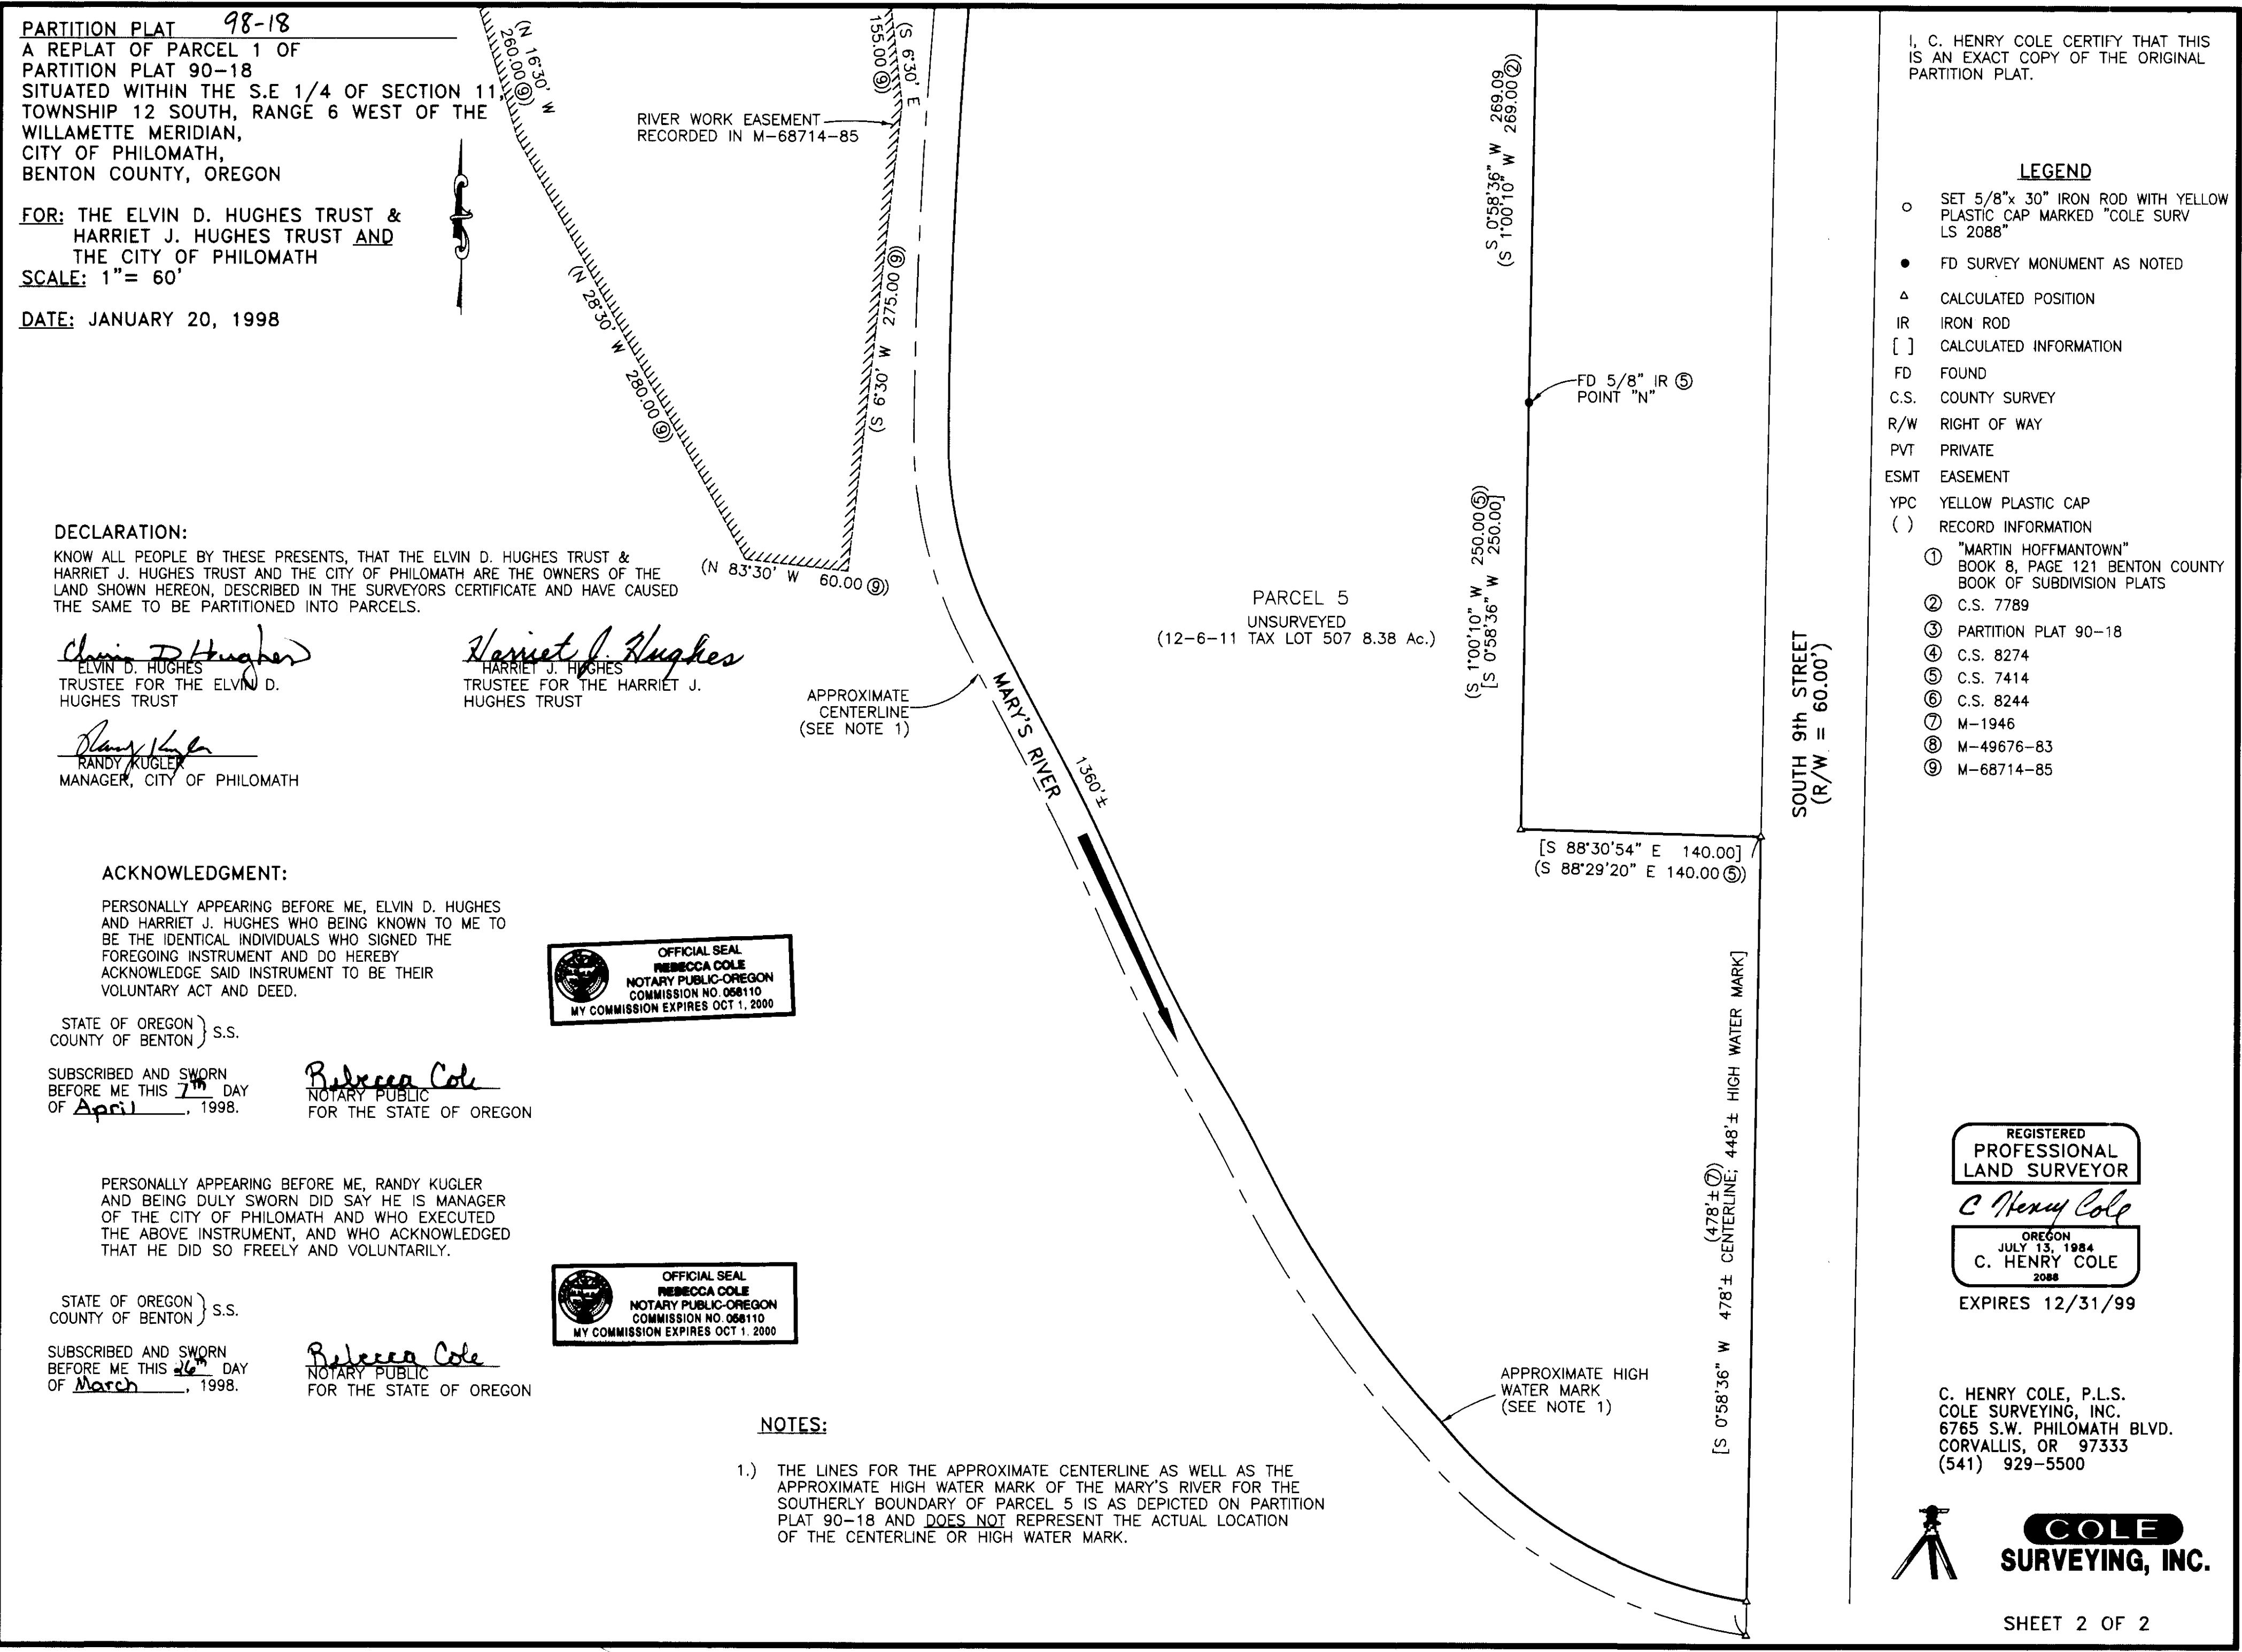 PARTITION PLAT 98-18
A REPLAT OF PARCEL 1 OF
PARTITION PLAT 90-18
SITUATED WITHIN THE S.E 1/4 OF SECTION 11,
TOWNSHIP 12 SOUTH, RANGE 6 WEST OF THE
WILLAMETTE MERIDIAN,
CITY OF PHILOMATH,
BENTON COUNTY, OREGON
FOR: THE ELVIN D. HUGHES TRUST &
HARRIET J. HUGHES TRUST AND
THE CITY OF PHILOMATH
SCALE: 1"= 60'
DATE: JANUARY 20, 1998
(N 16°30' W
260.00⑨)
(S 6°30' E
155.00⑨)
RIVER WORK EASEMENT
RECORDED IN M-68714-85
(N 28°30' W 280.00⑨)
(S 6°30' W 275.00⑨)
(N 83°30' W 60.00⑨)
DECLARATION:
KNOW ALL PEOPLE BY THESE PRESENTS, THAT THE ELVIN D. HUGHES TRUST &
HARRIET J. HUGHES TRUST AND THE CITY OF PHILOMATH ARE THE OWNERS OF THE
LAND SHOWN HEREON, DESCRIBED IN THE SURVEYORS CERTIFICATE AND HAVE CAUSED
THE SAME TO BE PARTITIONED INTO PARCELS.
Elvin D Hughes
ELVIN D. HUGHES
TRUSTEE FOR THE ELVIN D.
HUGHES TRUST
Harriet J. Hughes
HARRIET J. HUGHES
TRUSTEE FOR THE HARRIET J.
HUGHES TRUST
Randy Kugler
RANDY KUGLER
MANAGER, CITY OF PHILOMATH
APPROXIMATE
CENTERLINE
(SEE NOTE 1)
MARY'S RIVER
1360'±
ACKNOWLEDGMENT:
PERSONALLY APPEARING BEFORE ME, ELVIN D. HUGHES
AND HARRIET J. HUGHES WHO BEING KNOWN TO ME TO
BE THE IDENTICAL INDIVIDUALS WHO SIGNED THE
FOREGOING INSTRUMENT AND DO HEREBY
ACKNOWLEDGE SAID INSTRUMENT TO BE THEIR
VOLUNTARY ACT AND DEED.
STATE OF OREGON
COUNTY OF BENTON } S.S.
SUBSCRIBED AND SWORN
BEFORE ME THIS 7th DAY
OF April, 1998.
Rebecca Cole
NOTARY PUBLIC
FOR THE STATE OF OREGON
OFFICIAL SEAL
REBECCA COLE
NOTARY PUBLIC-OREGON
COMMISSION NO. 058110
MY COMMISSION EXPIRES OCT 1, 2000
PERSONALLY APPEARING BEFORE ME, RANDY KUGLER
AND BEING DULY SWORN DID SAY HE IS MANAGER
OF THE CITY OF PHILOMATH AND WHO EXECUTED
THE ABOVE INSTRUMENT, AND WHO ACKNOWLEDGED
THAT HE DID SO FREELY AND VOLUNTARILY.
STATE OF OREGON
COUNTY OF BENTON } S.S.
SUBSCRIBED AND SWORN
BEFORE ME THIS 26th DAY
OF March, 1998.
Rebecca Cole
NOTARY PUBLIC
FOR THE STATE OF OREGON
OFFICIAL SEAL
REBECCA COLE
NOTARY PUBLIC-OREGON
COMMISSION NO. 058110
MY COMMISSION EXPIRES OCT 1, 2000
NOTES:
1.) THE LINES FOR THE APPROXIMATE CENTERLINE AS WELL AS THE
APPROXIMATE HIGH WATER MARK OF THE MARY'S RIVER FOR THE
SOUTHERLY BOUNDARY OF PARCEL 5 IS AS DEPICTED ON PARTITION
PLAT 90-18 AND DOES NOT REPRESENT THE ACTUAL LOCATION
OF THE CENTERLINE OR HIGH WATER MARK.
PARCEL 5
UNSURVEYED
(12-6-11 TAX LOT 507 8.38 Ac.)
(S 0°58'36" W 269.09
(S 1°00'10" W 269.00②)
FD 5/8" IR ⑤
POINT "N"
(S 1°00'10" W 250.00⑤)
[S 0°58'36" W 250.00]
[S 88°30'54" E 140.00]
(S 88°29'20" E 140.00⑤)
SOUTH 9th STREET
(R/W = 60.00')
(478'±⑦)
[S 0°58'36" W 478'± CENTERLINE; 448'± HIGH WATER MARK]
APPROXIMATE HIGH
WATER MARK
(SEE NOTE 1)
I, C. HENRY COLE CERTIFY THAT THIS
IS AN EXACT COPY OF THE ORIGINAL
PARTITION PLAT.
LEGEND
○ SET 5/8"x 30" IRON ROD WITH YELLOW
PLASTIC CAP MARKED "COLE SURV
LS 2088"
● FD SURVEY MONUMENT AS NOTED
△ CALCULATED POSITION
IR IRON ROD
[ ] CALCULATED INFORMATION
FD FOUND
C.S. COUNTY SURVEY
R/W RIGHT OF WAY
PVT PRIVATE
ESMT EASEMENT
YPC YELLOW PLASTIC CAP
( ) RECORD INFORMATION
① "MARTIN HOFFMANTOWN"
BOOK 8, PAGE 121 BENTON COUNTY
BOOK OF SUBDIVISION PLATS
② C.S. 7789
③ PARTITION PLAT 90-18
④ C.S. 8274
⑤ C.S. 7414
⑥ C.S. 8244
⑦ M-1946
⑧ M-49676-83
⑨ M-68714-85
REGISTERED
PROFESSIONAL
LAND SURVEYOR
C Henry Cole
OREGON
JULY 13, 1984
C. HENRY COLE
2088
EXPIRES 12/31/99
C. HENRY COLE, P.L.S.
COLE SURVEYING, INC.
6765 S.W. PHILOMATH BLVD.
CORVALLIS, OR 97333
(541) 929-5500
COLE
SURVEYING, INC.
SHEET 2 OF 2